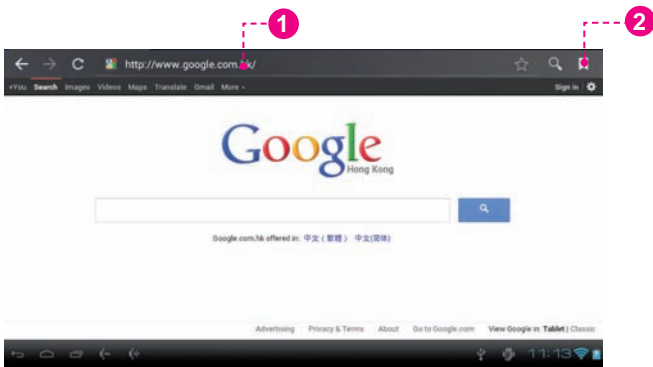 1
2
http://www.google.com.hk/
+You Search Images Videos Maps Translate Gmail More
Sign in
Google
Hong Kong
Google.com.hk offered in: 中文（繁體） 中文(简体)
Advertising Privacy & Terms About Go to Google.com View Google in: Tablet | Classic
11:13